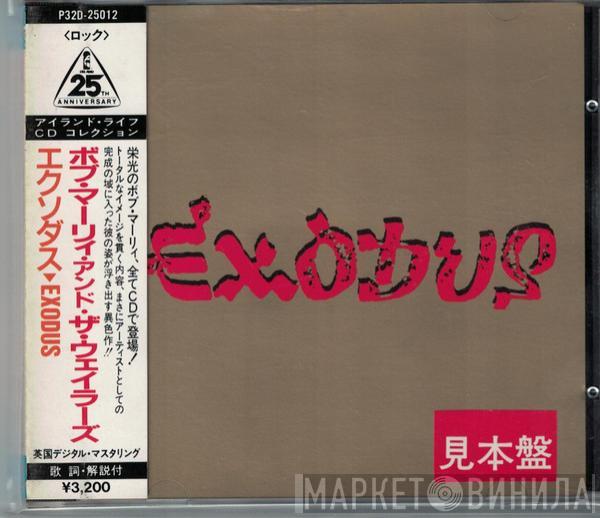 P32D-25012
〈ロック〉
25TH
ANNIVERSARY
アイランド・ライフ
CD コレクション
栄光のボブ・マーリィ、全てCDで登場!
トータルなイメージを貫く内容、まさにアーティストとしての
完成の域に入った彼の姿が浮き出す異色作!!
ボブ・マーリィ・アンド・ザ・ウェイラーズ
エクソダス▶EXODUS
英国デジタル・マスタリング
歌詞・解説付
¥3,200
EXODUS
見本盤
МАРКЕТ ВИНИЛА